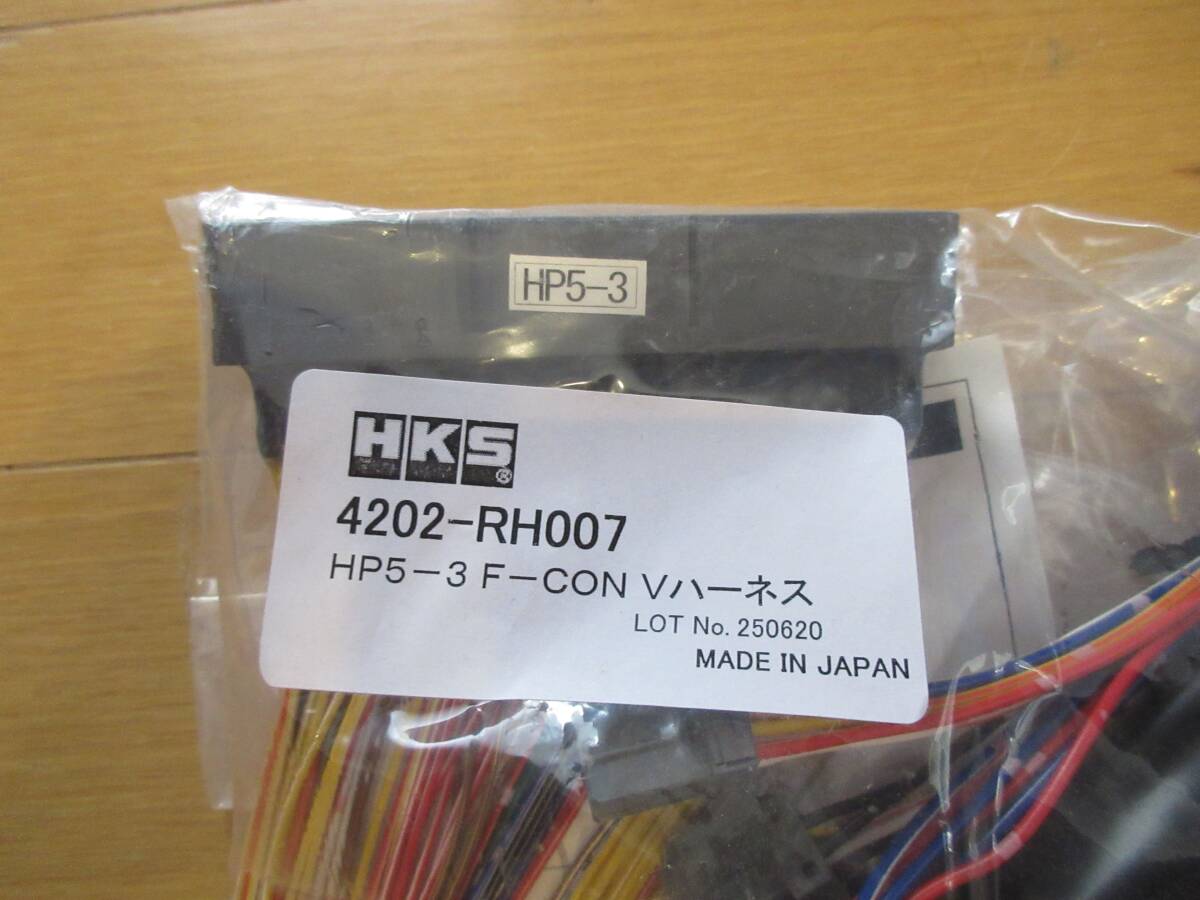 HP5-3
HKS®
4202-RH007
HP5-3 F-CON Vハーネス
LOT No. 250620
MADE IN JAPAN